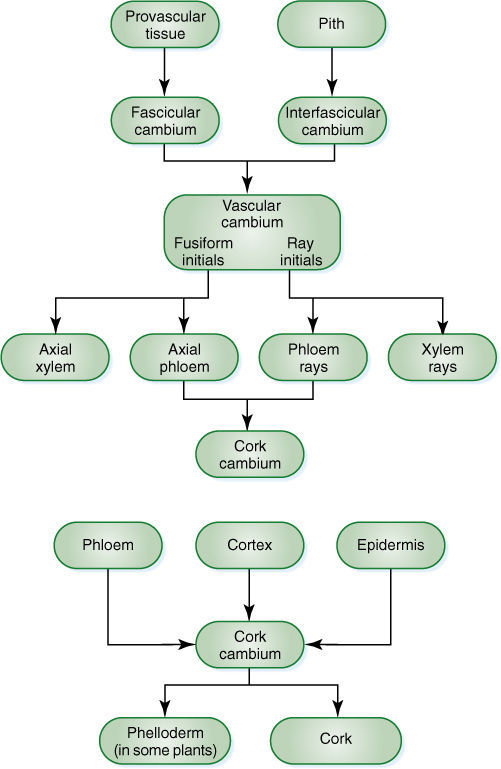 Provascular
tissue
Pith
Fascicular
cambium
Interfascicular
cambium
Vascular
cambium
Fusiform
initials
Ray
initials
Axial
xylem
Axial
phloem
Phloem
rays
Xylem
rays
Cork
cambium
Phloem
Cortex
Epidermis
Cork
cambium
Phelloderm
(in some plants)
Cork